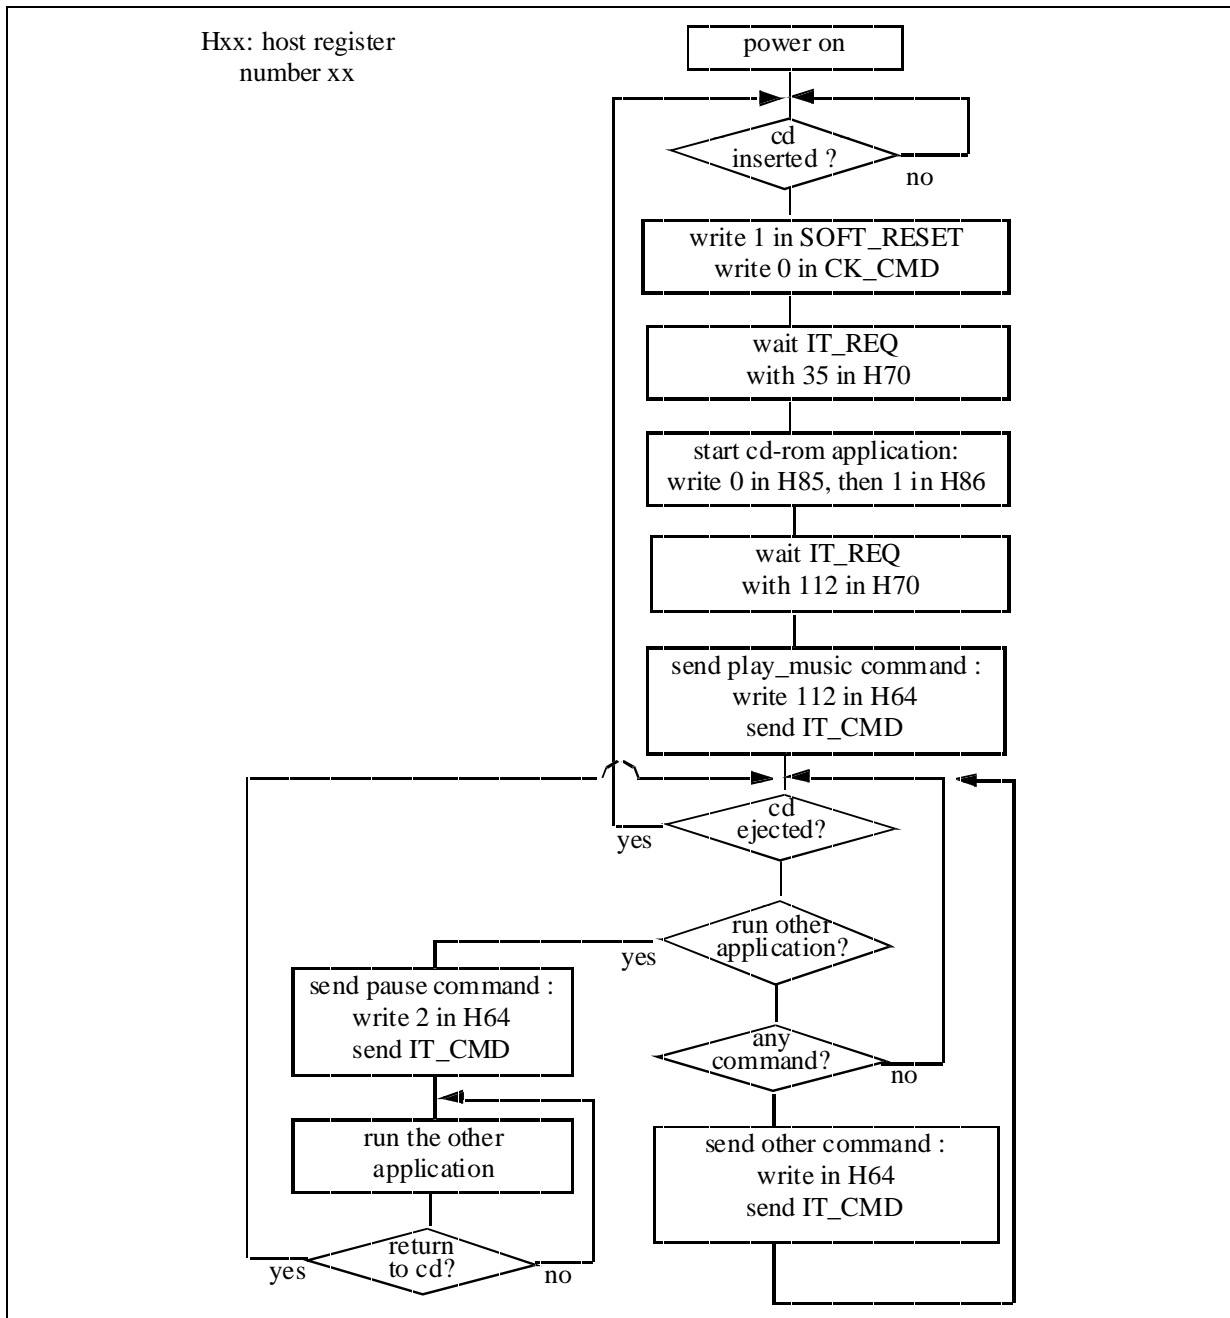 Hxx: host register
number xx
power on
cd
inserted ?
no
write 1 in SOFT_RESET
write 0 in CK_CMD
wait IT_REQ
with 35 in H70
start cd-rom application:
write 0 in H85, then 1 in H86
wait IT_REQ
with 112 in H70
send play_music command :
write 112 in H64
send IT_CMD
cd
ejected?
yes
run other
application?
yes
send pause command :
write 2 in H64
send IT_CMD
any
command?
no
run the other
application
send other command :
write in H64
send IT_CMD
return
to cd?
yes
no